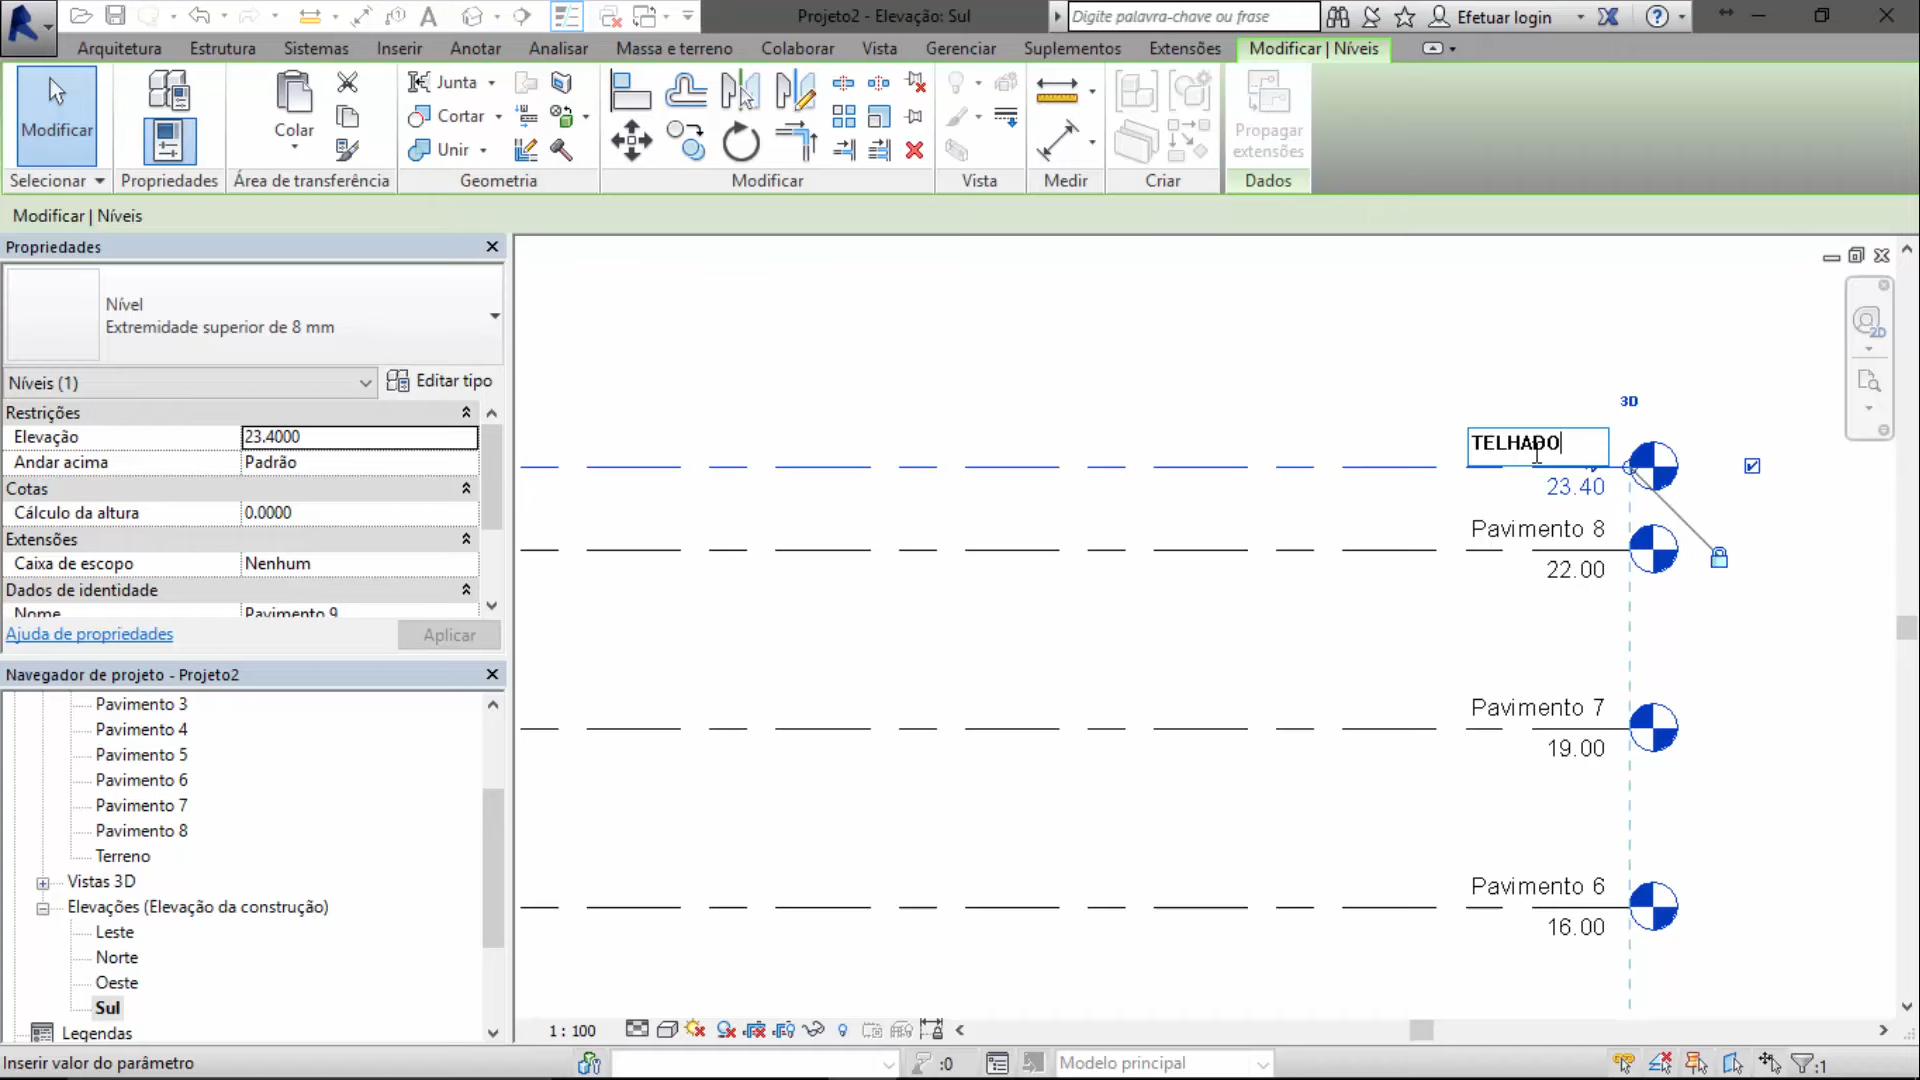 Projeto2 - Elevação: Sul
Digite palavra-chave ou frase
Efetuar login
Arquitetura Estrutura Sistemas Inserir Anotar Analisar Massa e terreno Colaborar Vista Gerenciar Suplementos Extensões Modificar | Níveis
Modificar
Colar
Junta
Cortar
Unir
Propagar extensões
Selecionar Propriedades Área de transferência Geometria Modificar Vista Medir Criar Dados
Modificar | Níveis
Propriedades
Nível
Extremidade superior de 8 mm
Níveis (1) Editar tipo
Restrições
Elevação 23.4000
Andar acima Padrão
Cotas
Cálculo da altura 0.0000
Extensões
Caixa de escopo Nenhum
Dados de identidade
Nome Pavimento 9
Ajuda de propriedades Aplicar
Navegador de projeto - Projeto2
Pavimento 3
Pavimento 4
Pavimento 5
Pavimento 6
Pavimento 7
Pavimento 8
Terreno
Vistas 3D
Elevações (Elevação da construção)
Leste
Norte
Oeste
Sul
Legendas
2D
3D
TELHADO
23.40
Pavimento 8
22.00
Pavimento 7
19.00
Pavimento 6
16.00
1 : 100
Inserir valor do parâmetro
:0
Modelo principal
:1